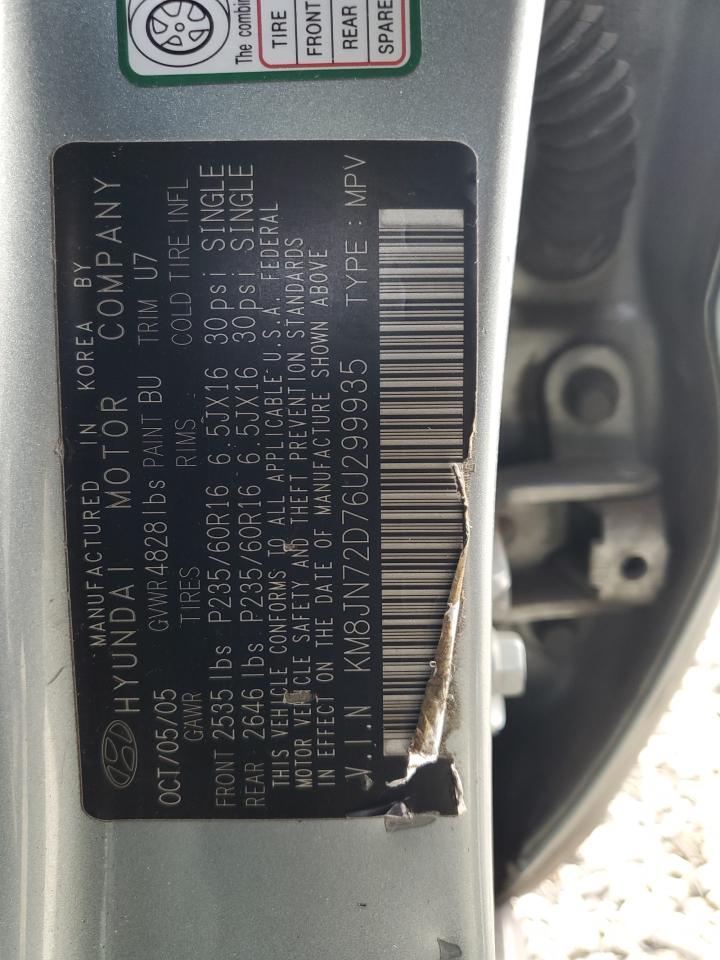 The combin
TIRE
FRONT
REAR
SPARE
MANUFACTURED IN KOREA BY
HYUNDAI MOTOR COMPANY
OCT/05/05 GVWR 4828lbs PAINT BU TRIM U7
GAWR TIRES RIMS COLD TIRE INFL
FRONT 2535 lbs P235/60R16 6.5JX16 30psi SINGLE
REAR 2646 lbs P235/60R16 6.5JX16 30psi SINGLE
THIS VEHICLE CONFORMS TO ALL APPLICABLE U.S.A. FEDERAL
MOTOR VEHICLE SAFETY AND THEFT PREVENTION STANDARDS
IN EFFECT ON THE DATE OF MANUFACTURE SHOWN ABOVE
V.I.N KM8JN72D76U299935 TYPE : MPV